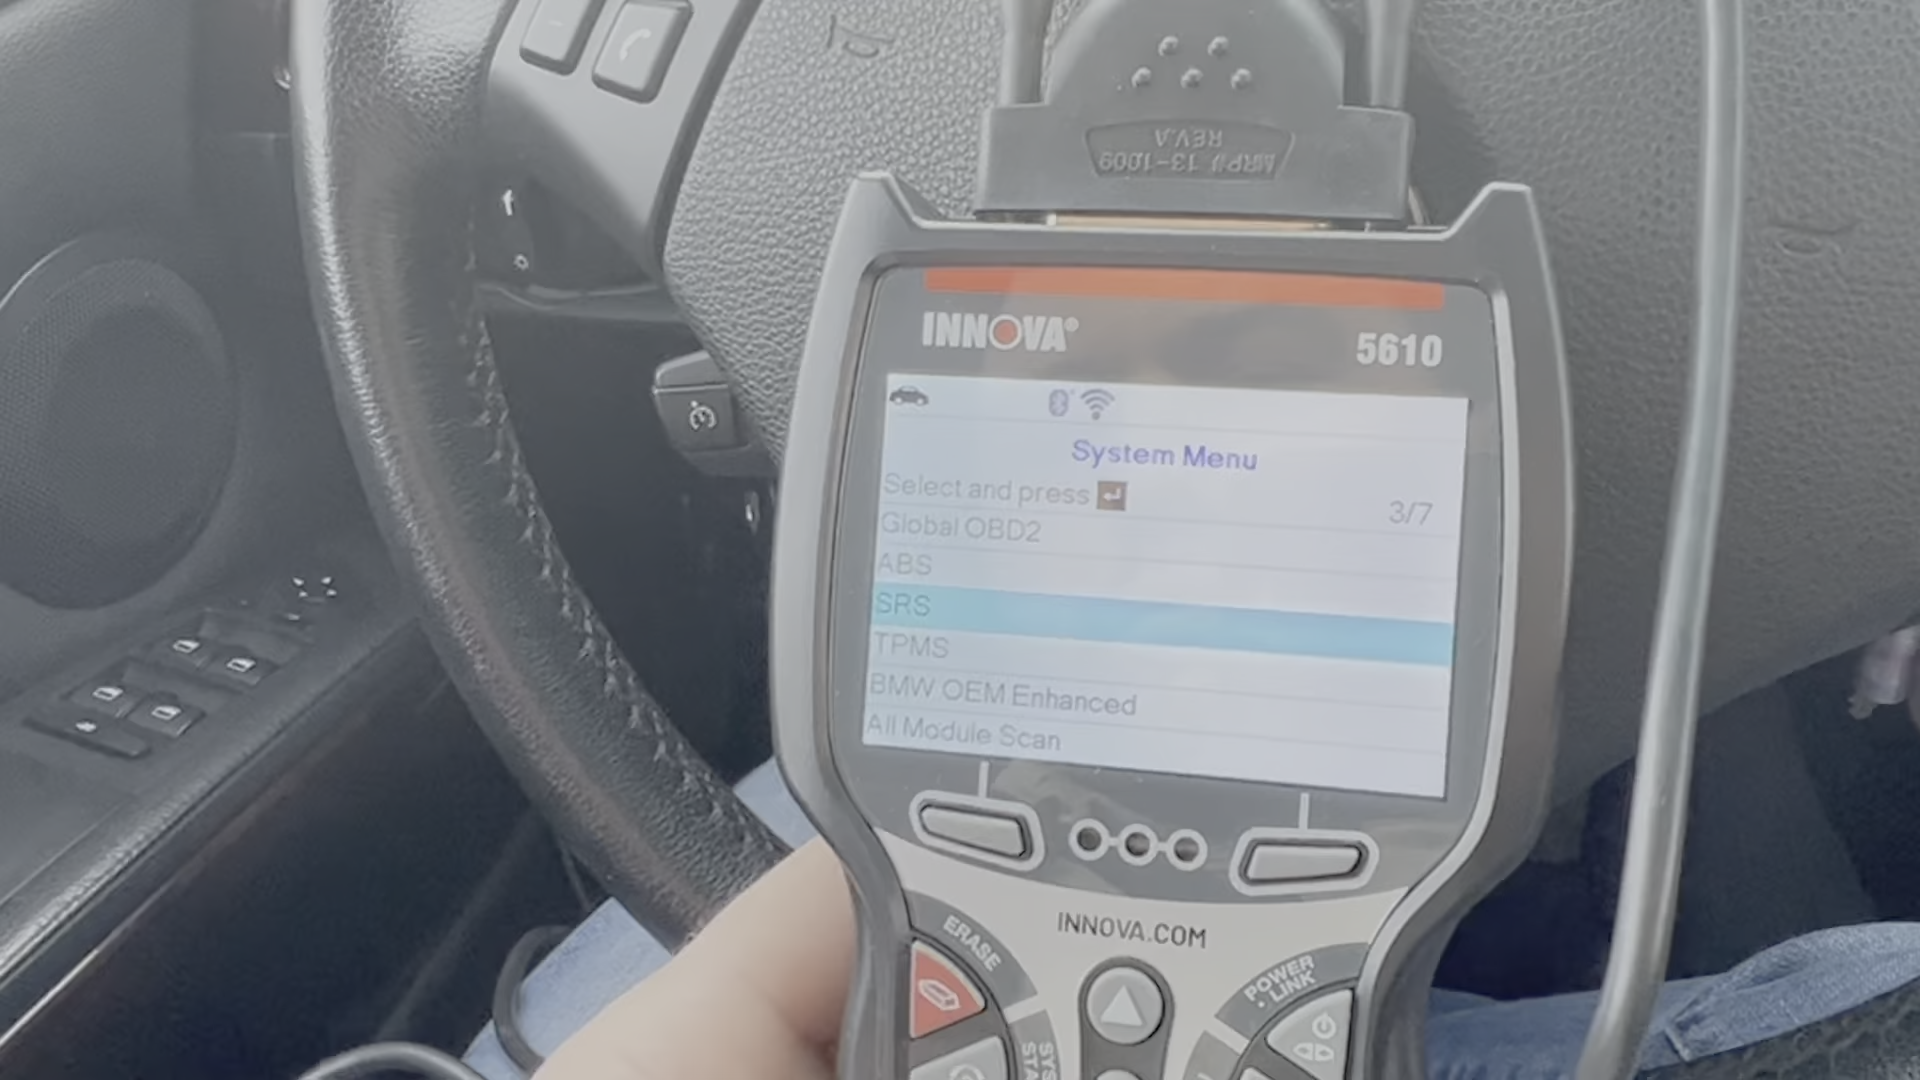 MRP# 13-1009
REV.A
INNOVA®
5610
System Menu
Select and press
3/7
Global OBD2
ABS
SRS
TPMS
BMW OEM Enhanced
All Module Scan
INNOVA.COM
ERASE
POWER
• LINK